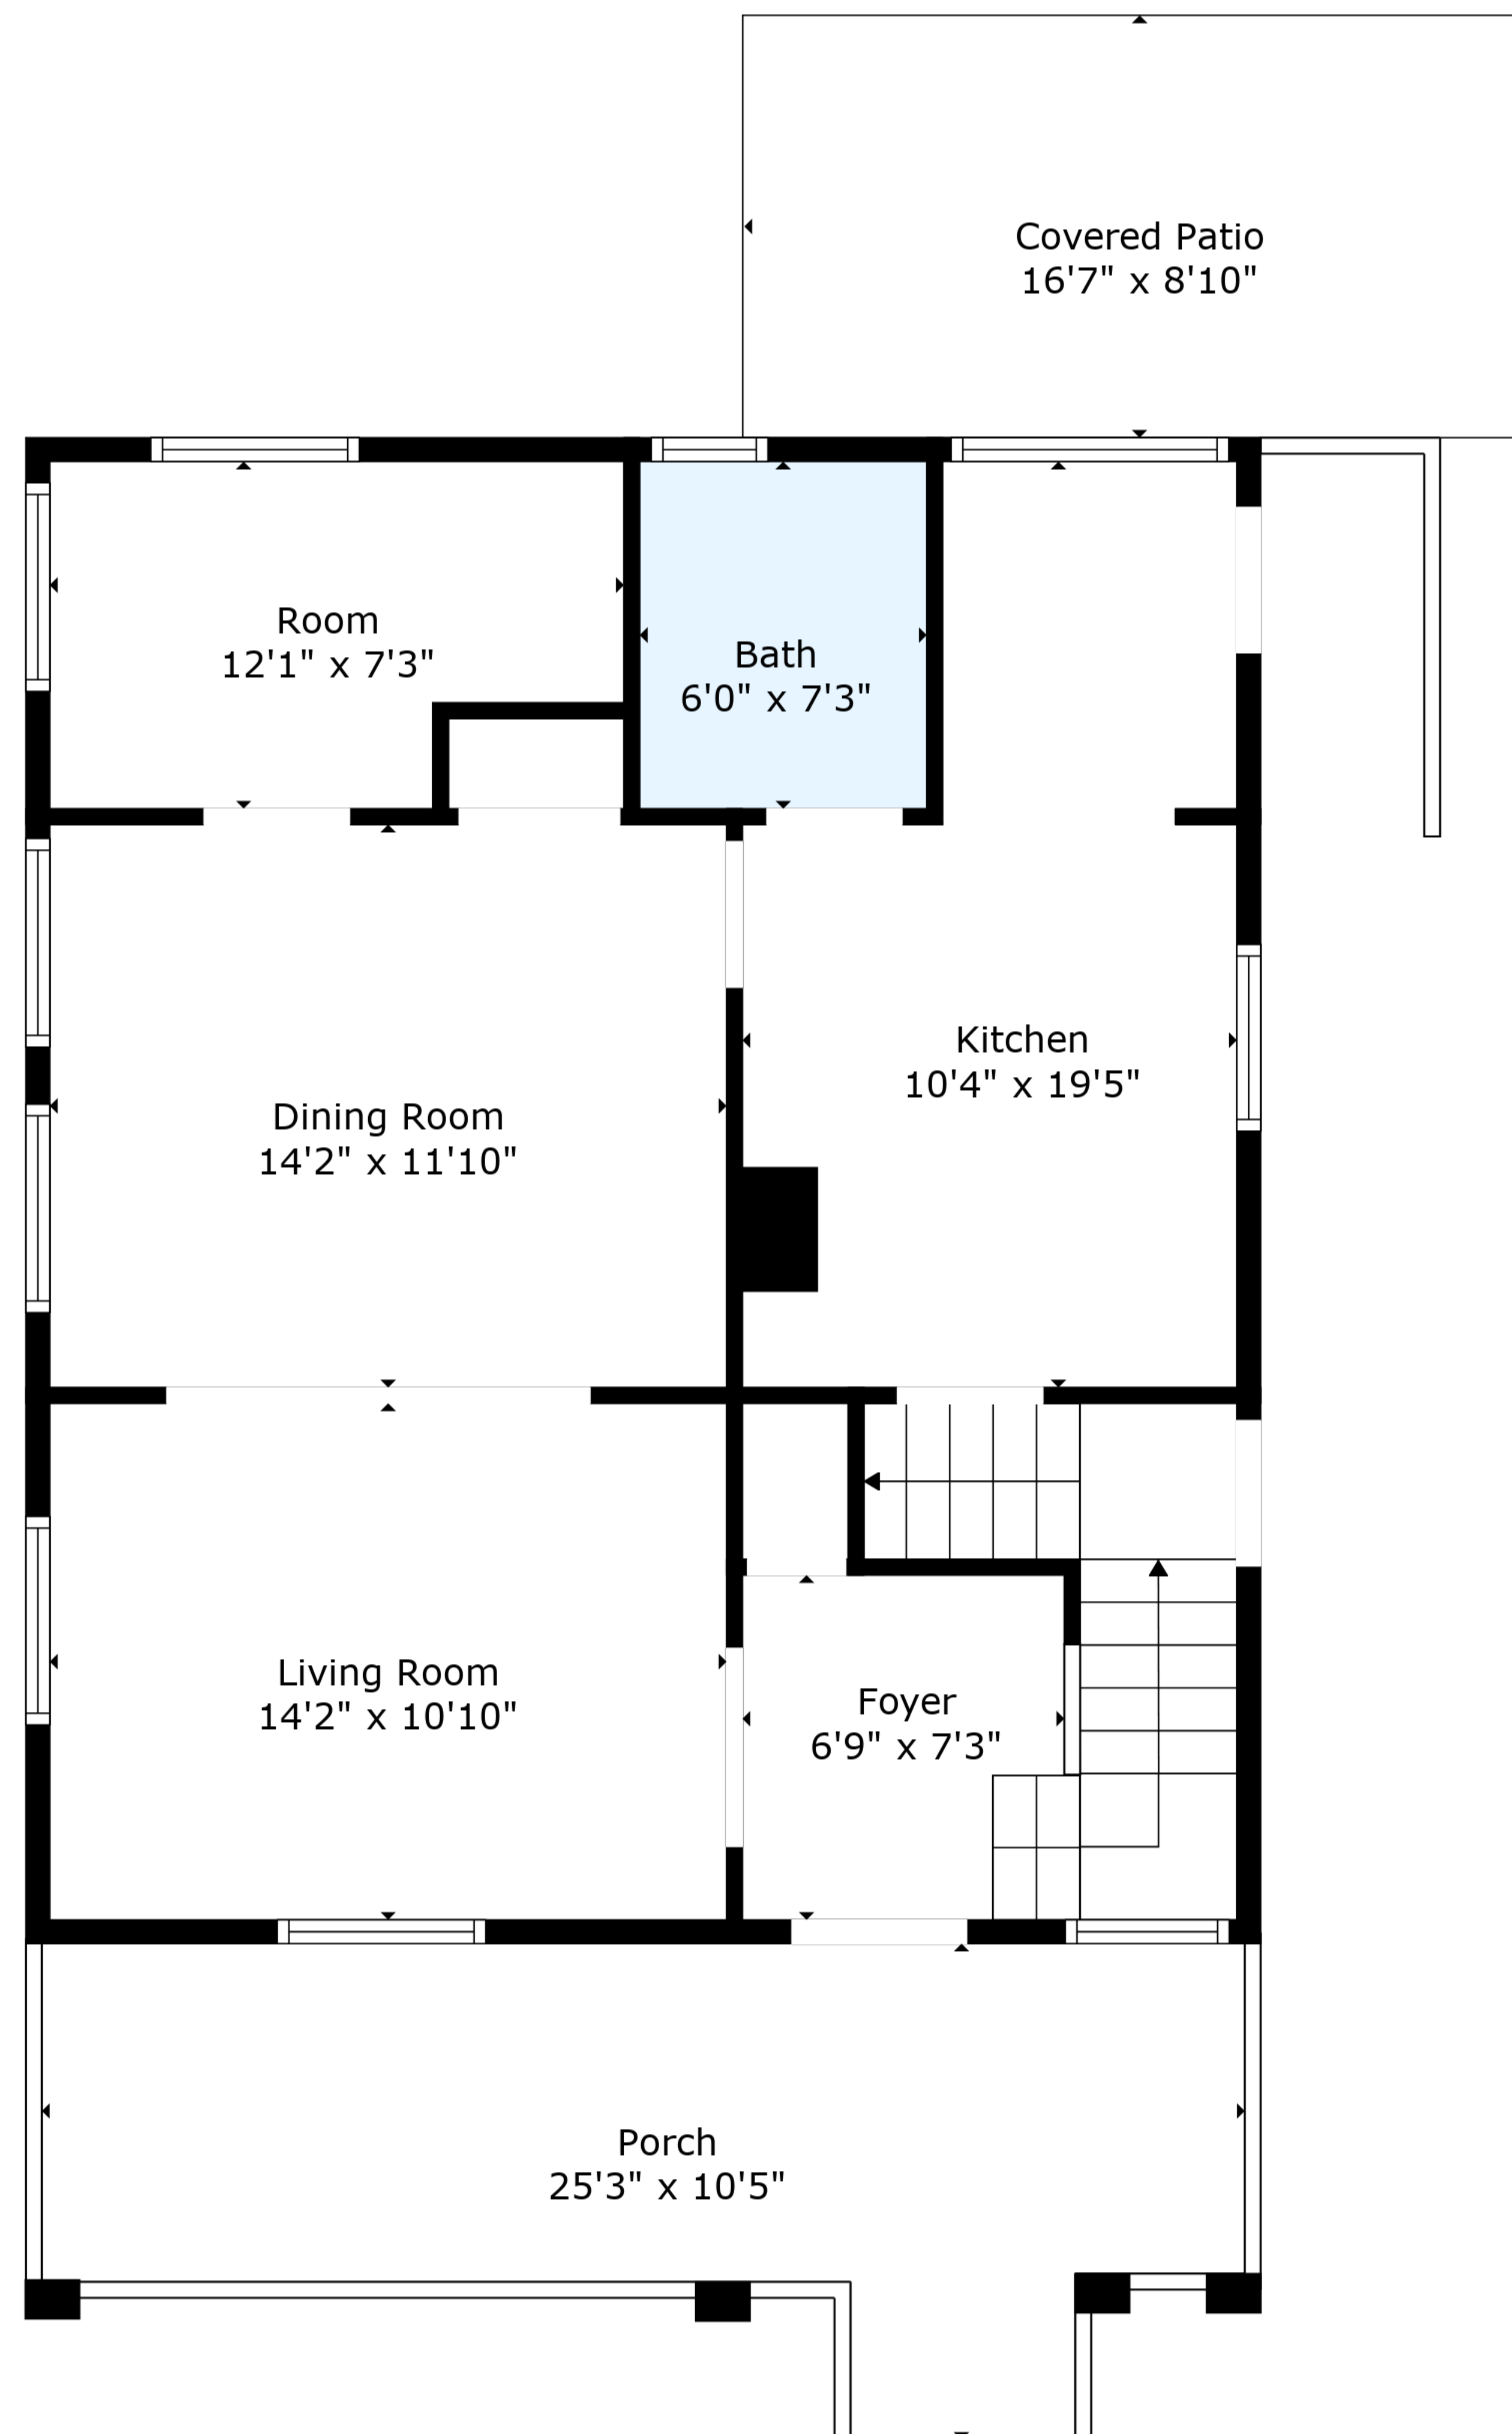 Covered Patio
16'7" x 8'10"
Room
12'1" x 7'3"
Bath
6'0" x 7'3"
Kitchen
10'4" x 19'5"
Dining Room
14'2" x 11'10"
Living Room
14'2" x 10'10"
Foyer
6'9" x 7'3"
Porch
25'3" x 10'5"